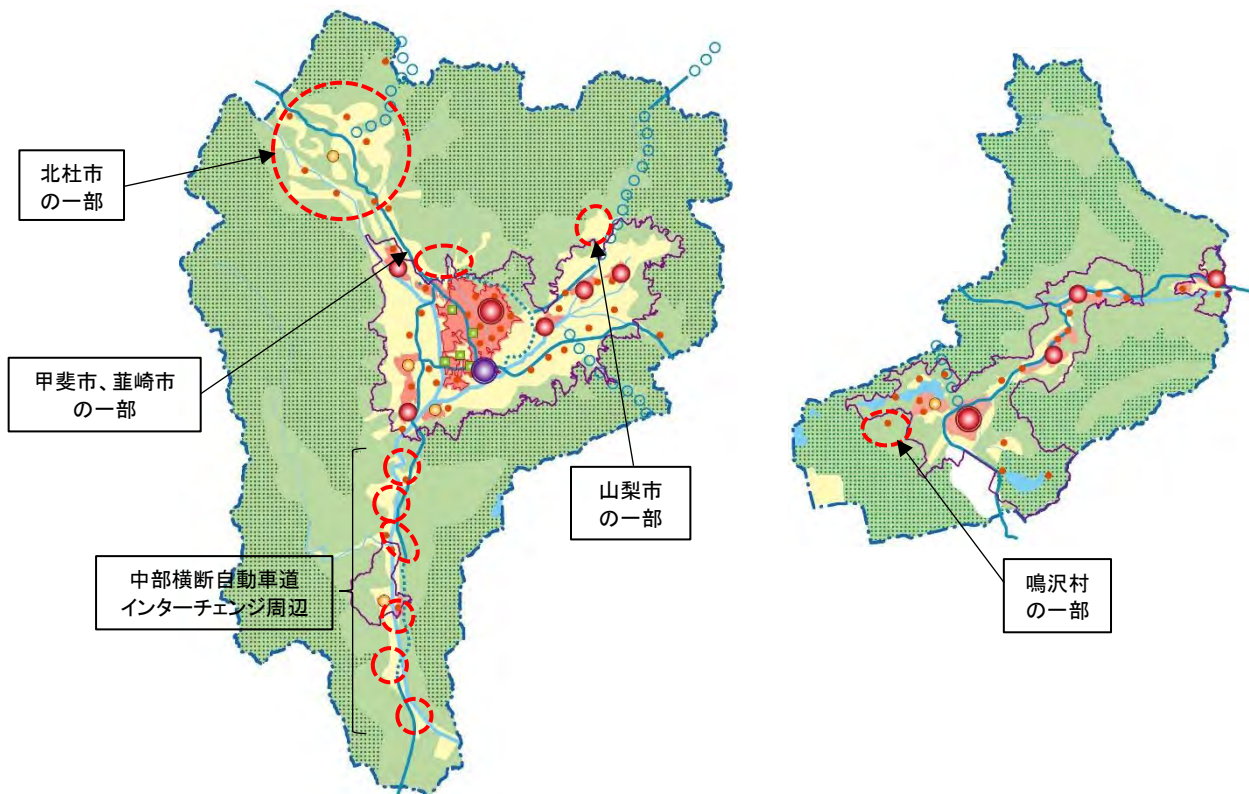 北杜市
の一部
甲斐市、韮崎市
の一部
山梨市
の一部
中部横断自動車道
インターチェンジ周辺
鳴沢村
の一部